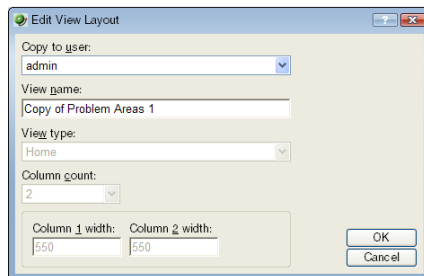 Edit View Layout
Copy to user:
admin
View name:
Copy of Problem Areas 1
View type:
Home
Column count:
2
Column 1 width: Column 2 width:
550 550
OK
Cancel